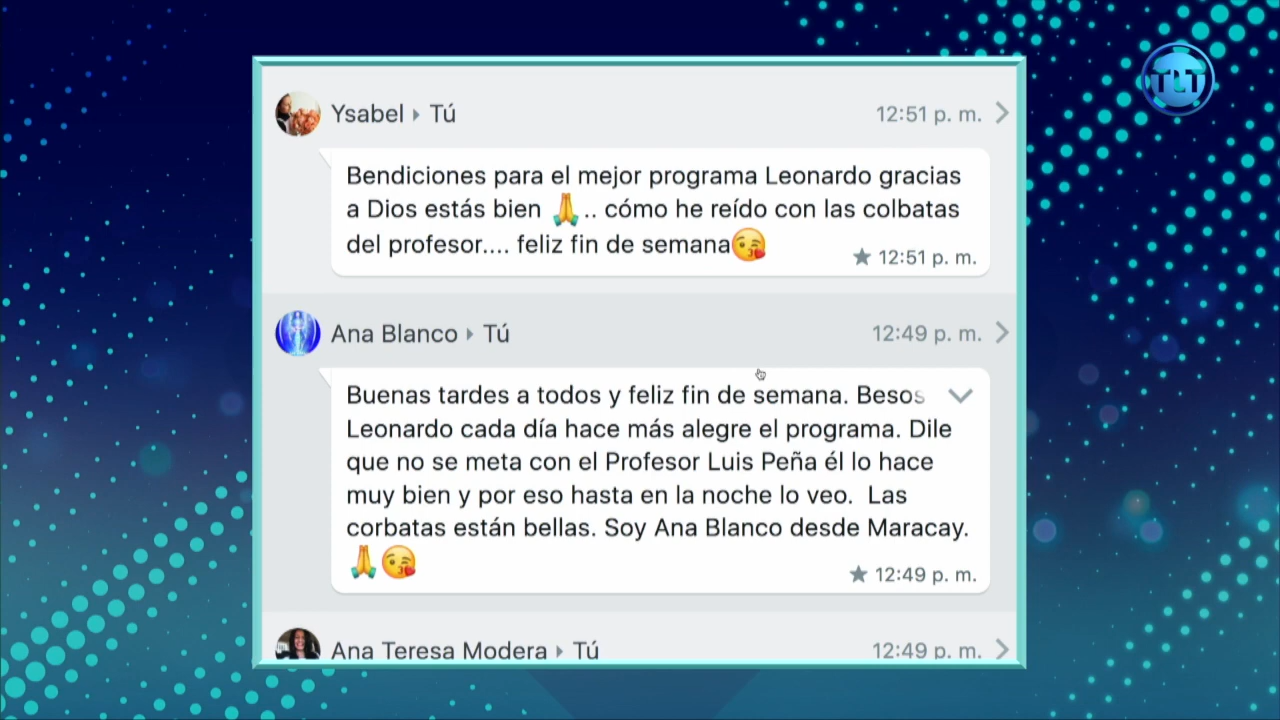 TLT
Ysabel ▸ Tú 12:51 p. m.
Bendiciones para el mejor programa Leonardo gracias
a Dios estás bien 🙏.. cómo he reído con las colbatas
del profesor.... feliz fin de semana😘
★ 12:51 p. m.
Ana Blanco ▸ Tú 12:49 p. m.
Buenas tardes a todos y feliz fin de semana. Besos
Leonardo cada día hace más alegre el programa. Dile
que no se meta con el Profesor Luis Peña él lo hace
muy bien y por eso hasta en la noche lo veo.  Las
corbatas están bellas. Soy Ana Blanco desde Maracay.
🙏😘
★ 12:49 p. m.
Ana Teresa Modera ▸ Tú 12:49 p. m.